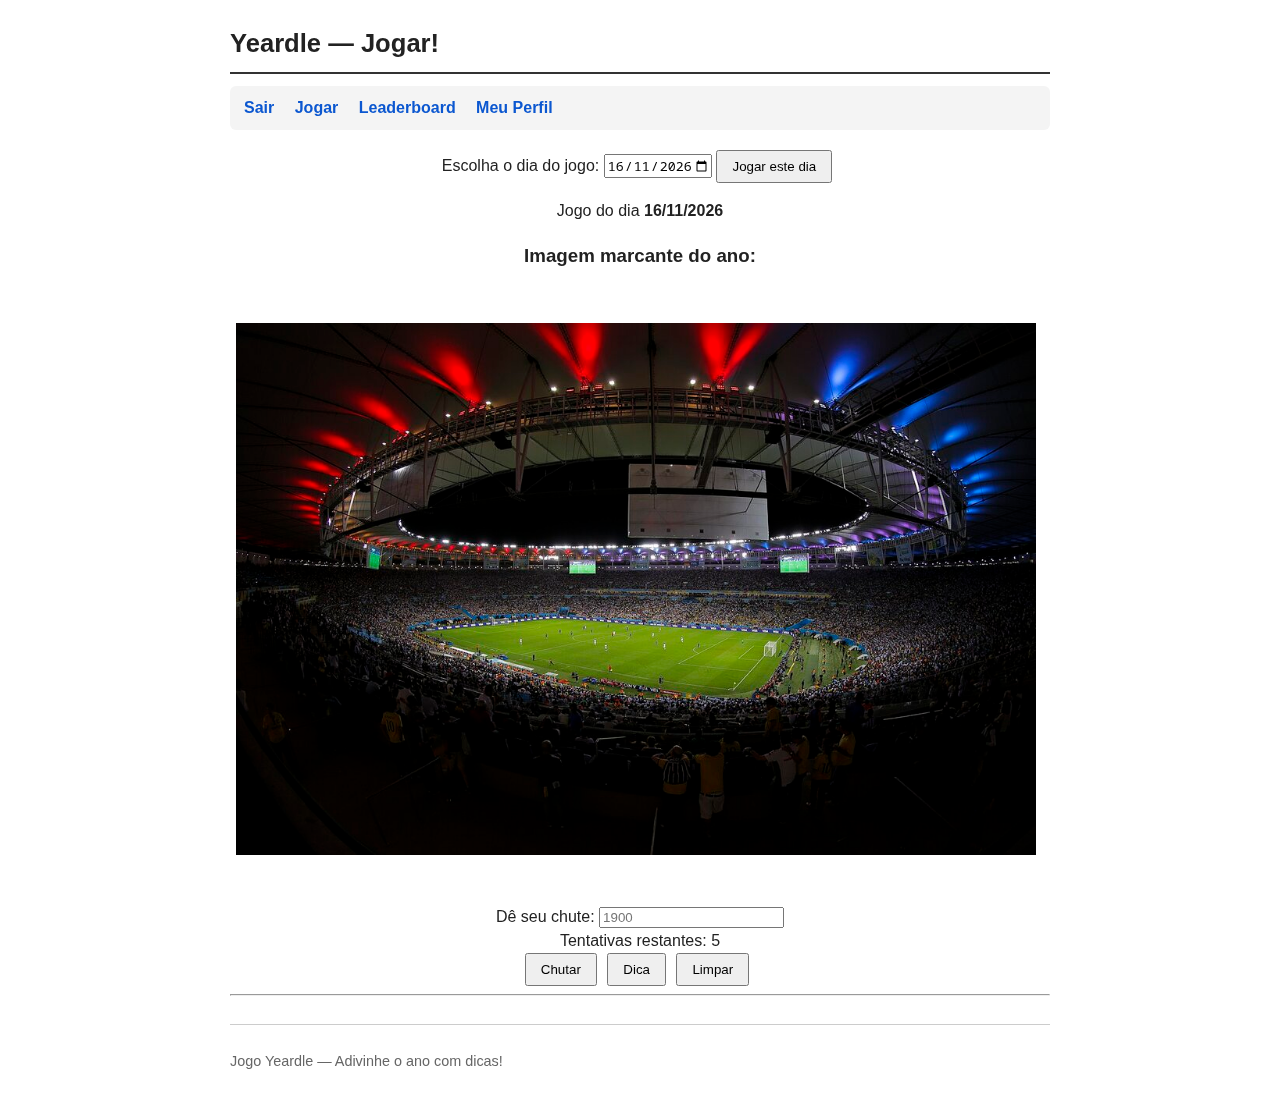 Yeardle — Jogar!
Sair Jogar Leaderboard Meu Perfil
Escolha o dia do jogo: 16/11/2026 Jogar este dia
Jogo do dia 16/11/2026
Imagem marcante do ano:
Dê seu chute: 1900
Tentativas restantes: 5
Chutar Dica Limpar
Jogo Yeardle — Adivinhe o ano com dicas!